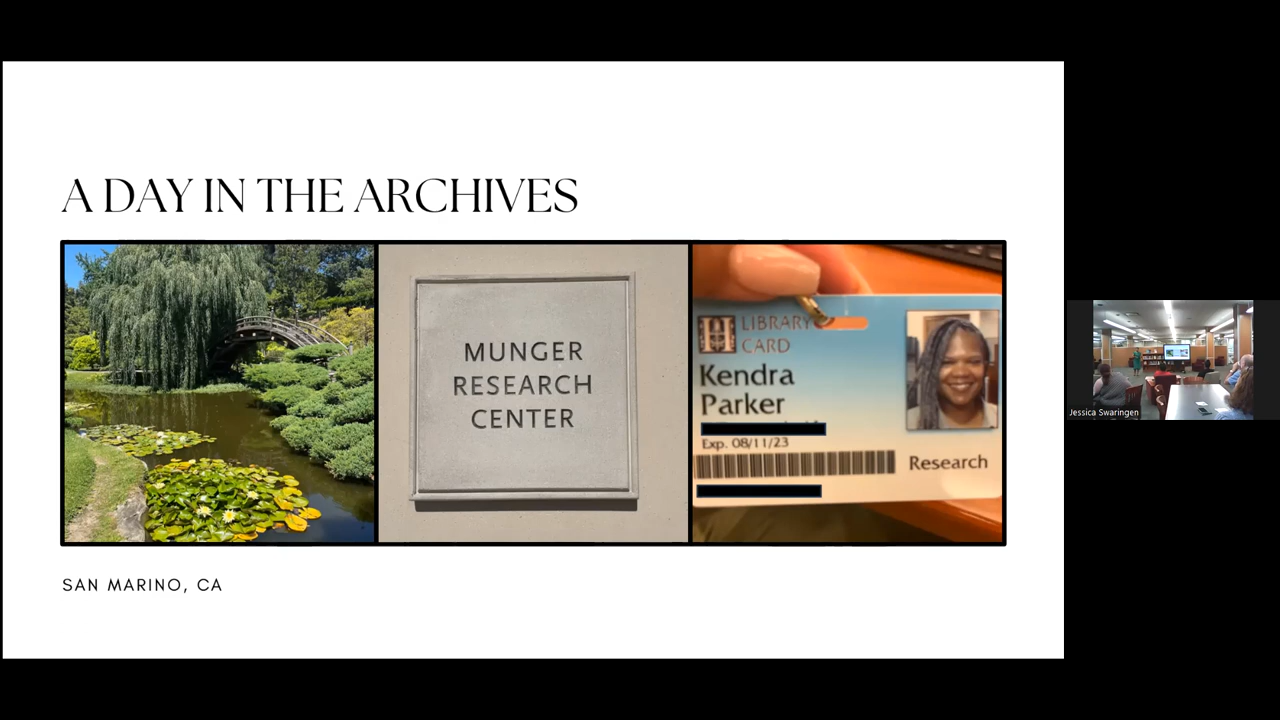 A DAY IN THE ARCHIVES
MUNGER
RESEARCH
CENTER
LIBRARY
CARD
Kendra
Parker
Exp. 08/11/23
Research
SAN MARINO, CA
Jessica Swaringen